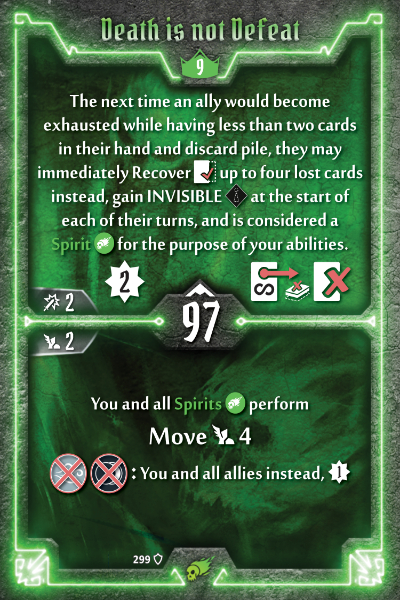 Death is not Defeat
9
The next time an ally would become
exhausted while having less than two cards
in their hand and discard pile, they may
immediately Recover up to four lost cards
instead, gain INVISIBLE at the start of
each of their turns, and is considered a
Spirit for the purpose of your abilities.
2
S
2
97
2
You and all Spirits perform
Move 4
: You and all allies instead, 1
299